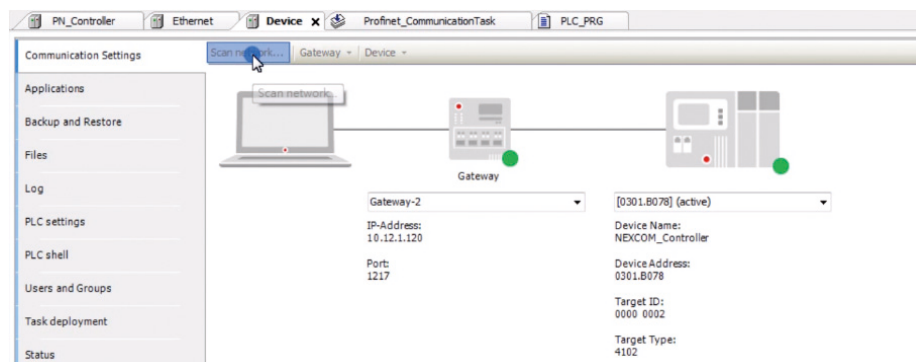 PN_Controller
Ethernet
Device
Profinet_CommunicationTask
PLC_PRG
Communication Settings
Scan network...
Gateway
Device
Scan network...
Applications
Backup and Restore
Files
Log
PLC settings
PLC shell
Users and Groups
Task deployment
Status
Gateway
Gateway-2
IP-Address:
10.12.1.120
Port:
1217
[0301.B078] (active)
Device Name:
NEXCOM_Controller
Device Address:
0301.B078
Target ID:
0000 0002
Target Type:
4102